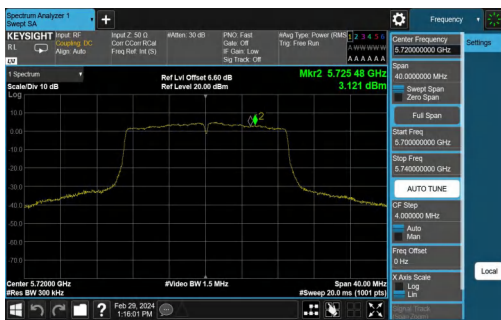 Spectrum Analyzer 1
Swept SA
Frequency
KEYSIGHT
RL
Input: RF
Coupling: DC
Align: Auto
Input Z: 50 Ω
Corr CCorr RCal
Freq Ref: Int (S)
#Atten: 30 dB
PNO: Fast
Gate: Off
IF Gain: Low
Sig Track: Off
#Avg Type: Power (RMS)
Trig: Free Run
1 2 3 4 5 6
A W W W W W
A A A A A A
LV
1 Spectrum
Scale/Div 10 dB
Log
Ref Lvl Offset 6.60 dB
Ref Level 20.00 dBm
Mkr2 5.725 48 GHz
3.121 dBm
2
10.0
0.00
-10.0
-20.0
-30.0
-40.0
-50.0
-60.0
-70.0
Center 5.72000 GHz
#Res BW 300 kHz
#Video BW 1.5 MHz
Span 40.00 MHz
#Sweep 20.0 ms (1001 pts)
Center Frequency
5.720000000 GHz
Span
40.0000000 MHz
Swept Span
Zero Span
Full Span
Start Freq
5.700000000 GHz
Stop Freq
5.740000000 GHz
AUTO TUNE
CF Step
4.000000 MHz
Auto
Man
Freq Offset
0 Hz
X Axis Scale
Log
Lin
Signal Track
Settings
Local
?
Feb 29, 2024
1:16:01 PM